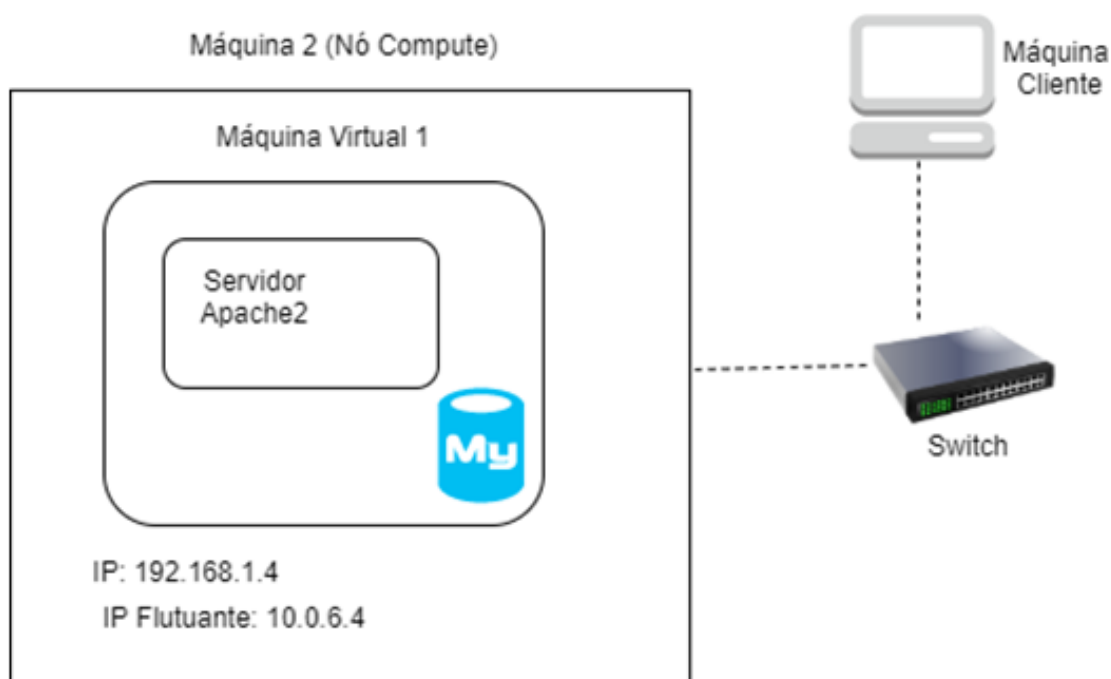 Máquina 2 (Nó Compute)
Máquina
Cliente
Máquina Virtual 1
Servidor
Apache2
My
Switch
IP: 192.168.1.4
IP Flutuante: 10.0.6.4